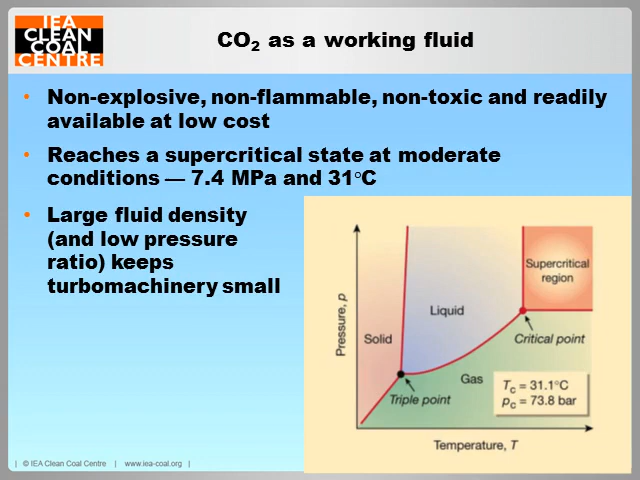 IEA
CLEAN
COAL
CENTRE
CO₂ as a working fluid
• Non-explosive, non-flammable, non-toxic and readily
available at low cost
• Reaches a supercritical state at moderate
conditions — 7.4 MPa and 31°C
• Large fluid density
(and low pressure
ratio) keeps
turbomachinery small
Pressure, p
Solid
Liquid
Supercritical
region
Critical point
Gas
Triple point
Tc = 31.1°C
pc = 73.8 bar
Temperature, T
| © IEA Clean Coal Centre | www.iea-coal.org |